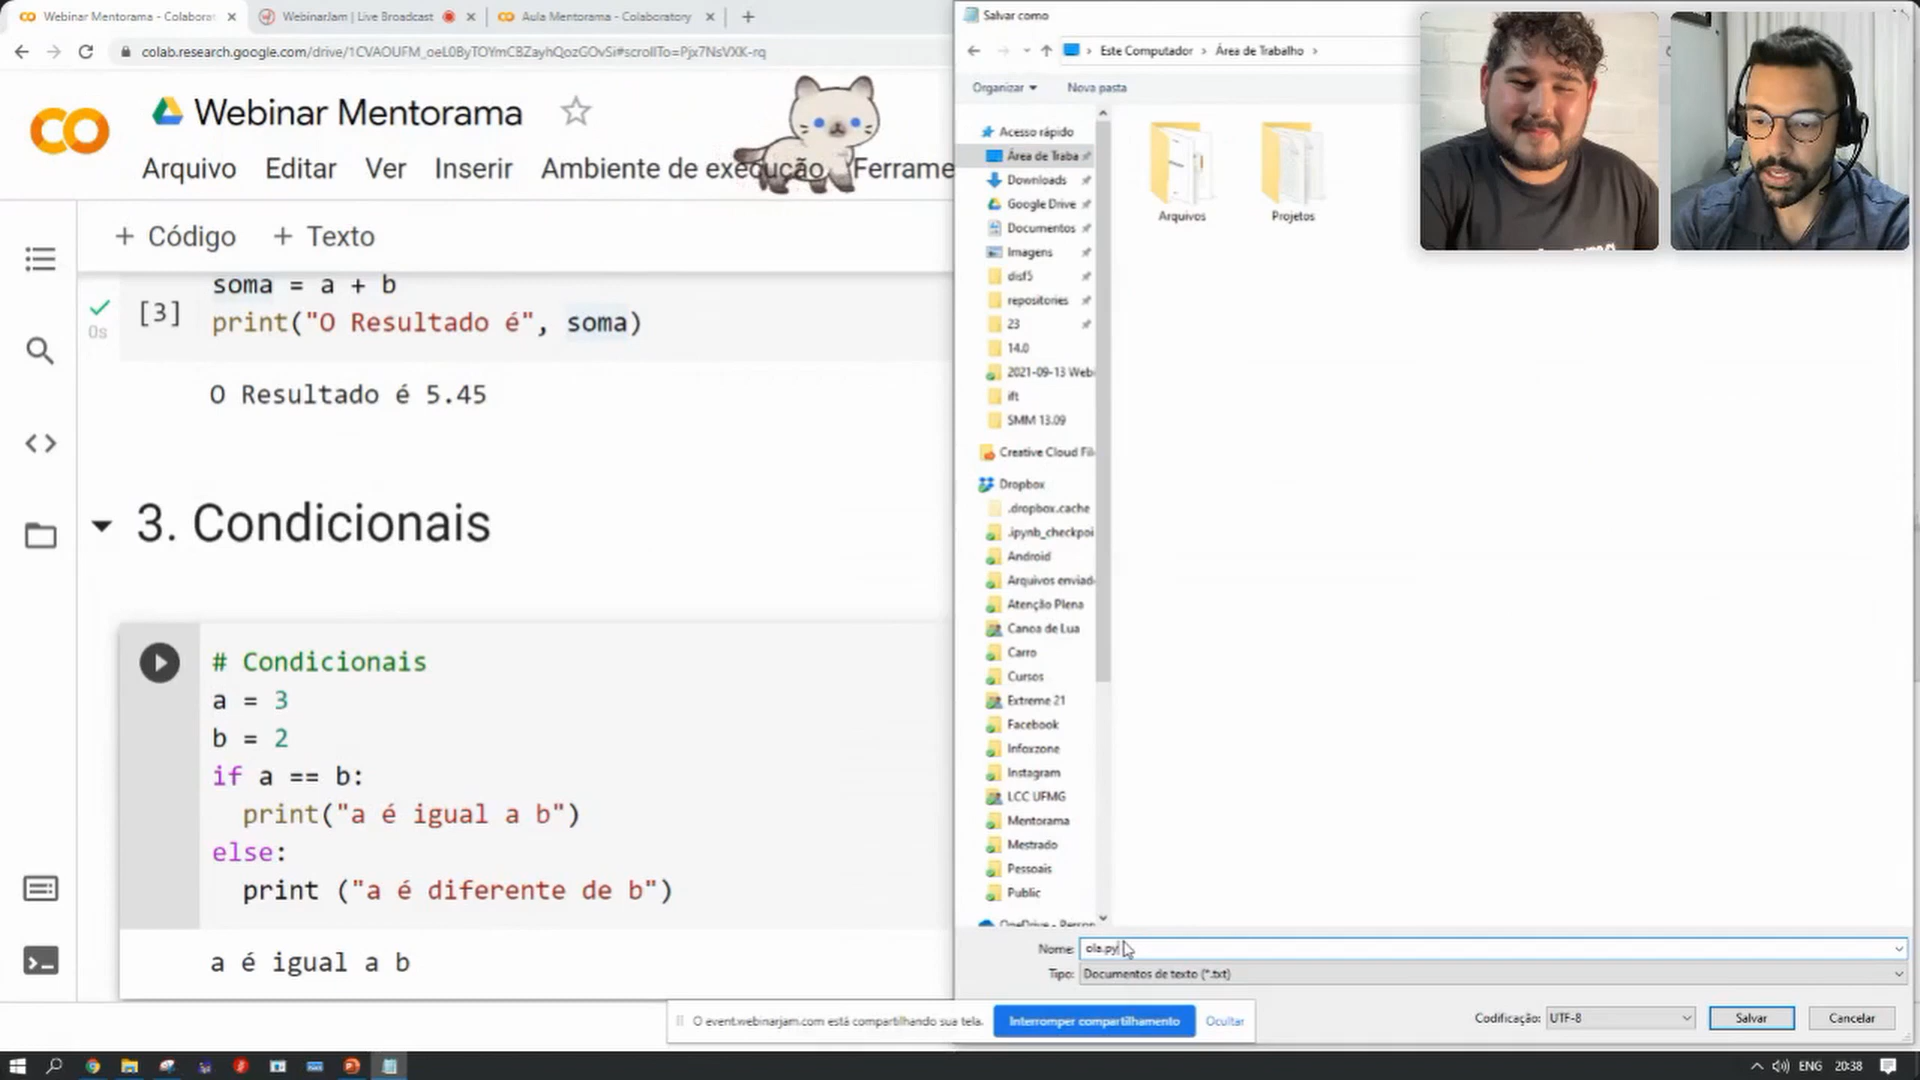 Webinar Mentorama - Colaborat
WebinarJam | Live Broadcast
Aula Mentorama - Colaboratory
colab.research.google.com/drive/1CVAOUFM_oeL0ByTOYmCBZayhQozGOvSi#scrollTo=Pjx7NsVXK-rq
CO Webinar Mentorama
Arquivo Editar Ver Inserir Ambiente de execução Ferrame
+ Código + Texto
soma = a + b
[3] print("O Resultado é", soma)
0s
O Resultado é 5.45
3. Condicionais
# Condicionais
a = 3
b = 2
if a == b:
print("a é igual a b")
else:
print ("a é diferente de b")
a é igual a b
Salvar como
Este Computador > Área de Trabalho >
Organizar Nova pasta
Acesso rápido
Área de Traba
Downloads
Google Drive
Documentos
Imagens
disf5
repositories
23
14.0
2021-09-13 Webi
ift
SMM 13.09
Creative Cloud Fil
Dropbox
.dropbox.cache
.ipynb_checkpoi
Android
Arquivos enviad
Atenção Plena
Canoa de Lua
Carro
Cursos
Extreme 21
Facebook
Infoxzone
Instagram
LCC UFMG
Mentorama
Mestrado
Pessoais
Public
OneDrive - Person
Arquivos Projetos
Nome: ola.py
Tipo: Documentos de texto (*.txt)
Codificação: UTF-8 Salvar Cancelar
O event.webinarjam.com está compartilhando sua tela. Interromper compartilhamento Ocultar
ENG 20:38